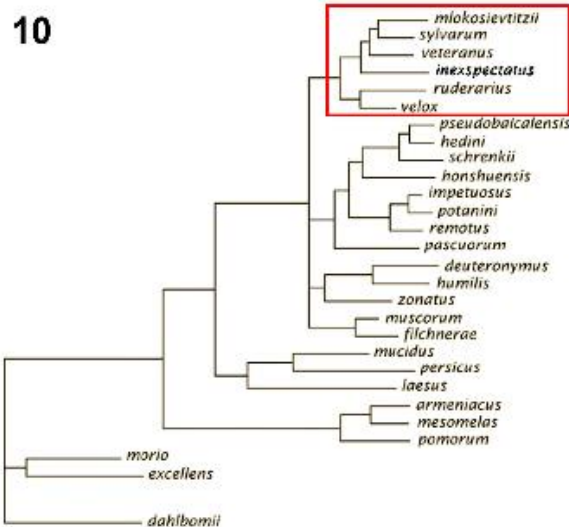 10
mlokosievtitzii
sylvarum
veteranus
inexspectatus
ruderarius
velox
pseudobaicalensis
hedini
schrenkii
honshuensis
impetuosus
potanini
remotus
pascuorum
deuteronymus
humilis
zonatus
muscorum
filchnerae
mucidus
persicus
laesus
armeniacus
mesomelas
pomorum
morio
excellens
dahlbomii